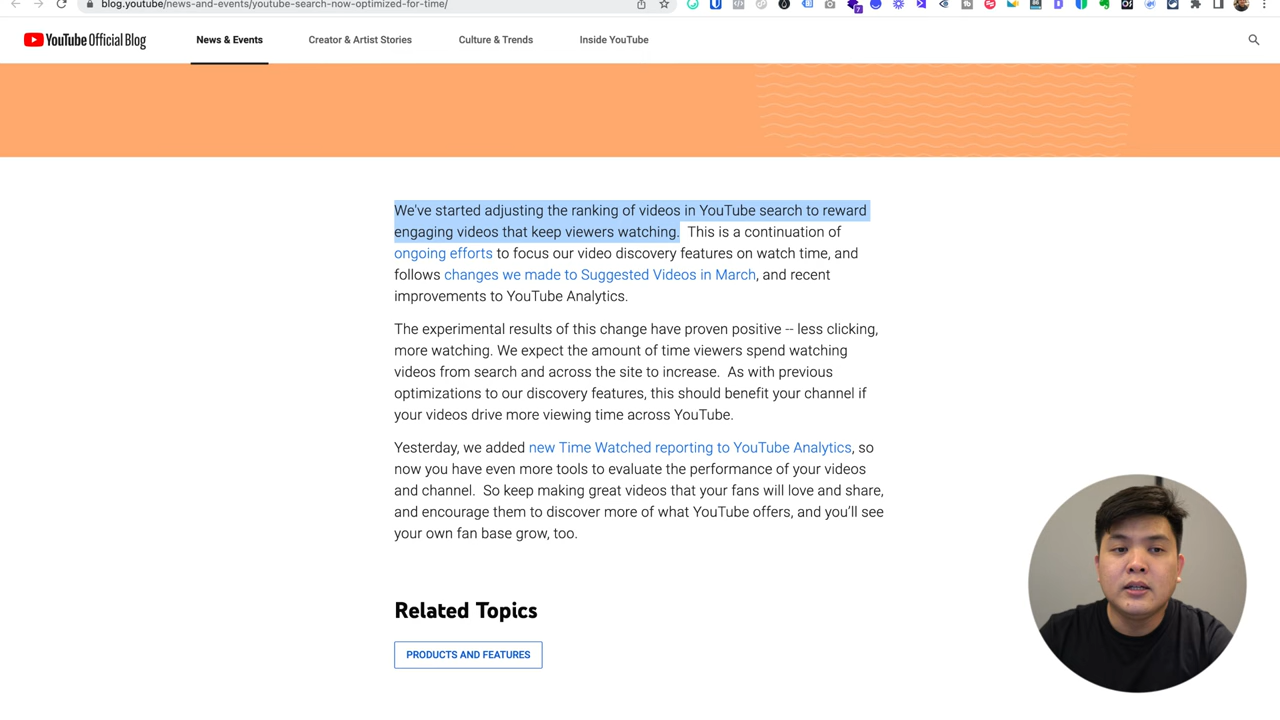 blog.youtube/news-and-events/youtube-search-now-optimized-for-time/
7
YouTube Official Blog
News & Events
Creator & Artist Stories
Culture & Trends
Inside YouTube
We've started adjusting the ranking of videos in YouTube search to reward
engaging videos that keep viewers watching.  This is a continuation of
ongoing efforts to focus our video discovery features on watch time, and
follows changes we made to Suggested Videos in March, and recent
improvements to YouTube Analytics.
The experimental results of this change have proven positive -- less clicking,
more watching. We expect the amount of time viewers spend watching
videos from search and across the site to increase.  As with previous
optimizations to our discovery features, this should benefit your channel if
your videos drive more viewing time across YouTube.
Yesterday, we added new Time Watched reporting to YouTube Analytics, so
now you have even more tools to evaluate the performance of your videos
and channel.  So keep making great videos that your fans will love and share,
and encourage them to discover more of what YouTube offers, and you’ll see
your own fan base grow, too.
Related Topics
PRODUCTS AND FEATURES